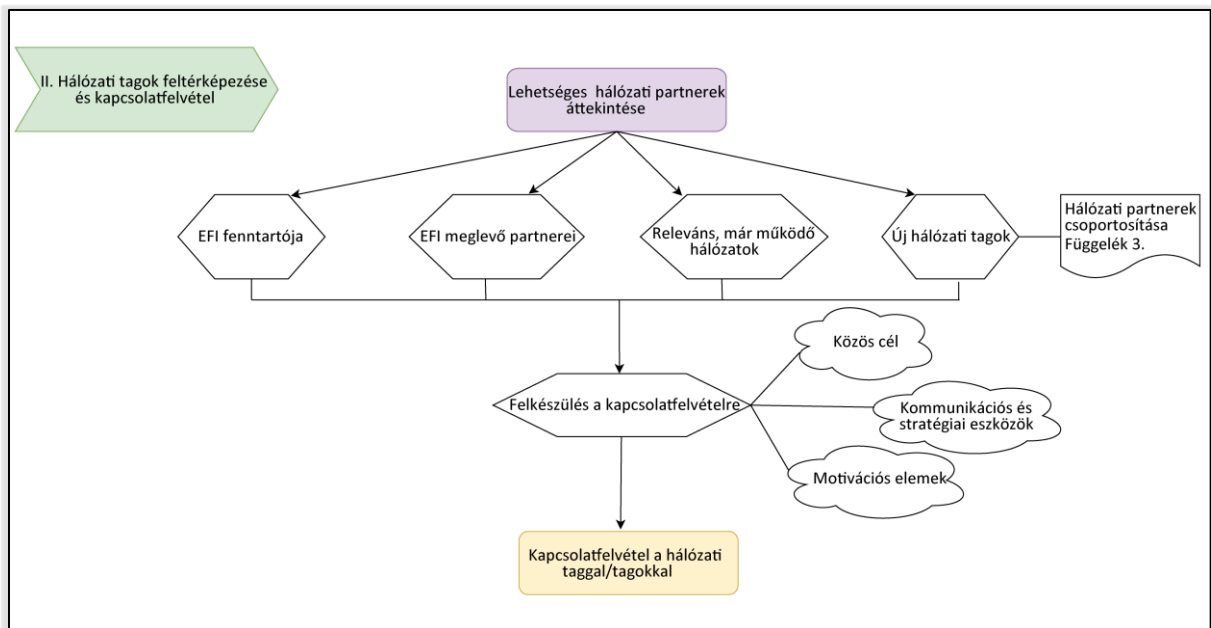 II. Hálózati tagok feltérképezése
és kapcsolatfelvétel
Lehetséges hálózati partnerek
áttekintése
EFI fenntartója
EFI meglevő partnerei
Releváns, már működő
hálózatok
Új hálózati tagok
Hálózati partnerek
csoportosítása
Függelék 3.
Közös cél
Felkészülés a kapcsolatfelvételre
Kommunikációs és
stratégiai eszközök
Motivációs elemek
Kapcsolatfelvétel a hálózati
taggal/tagokkal